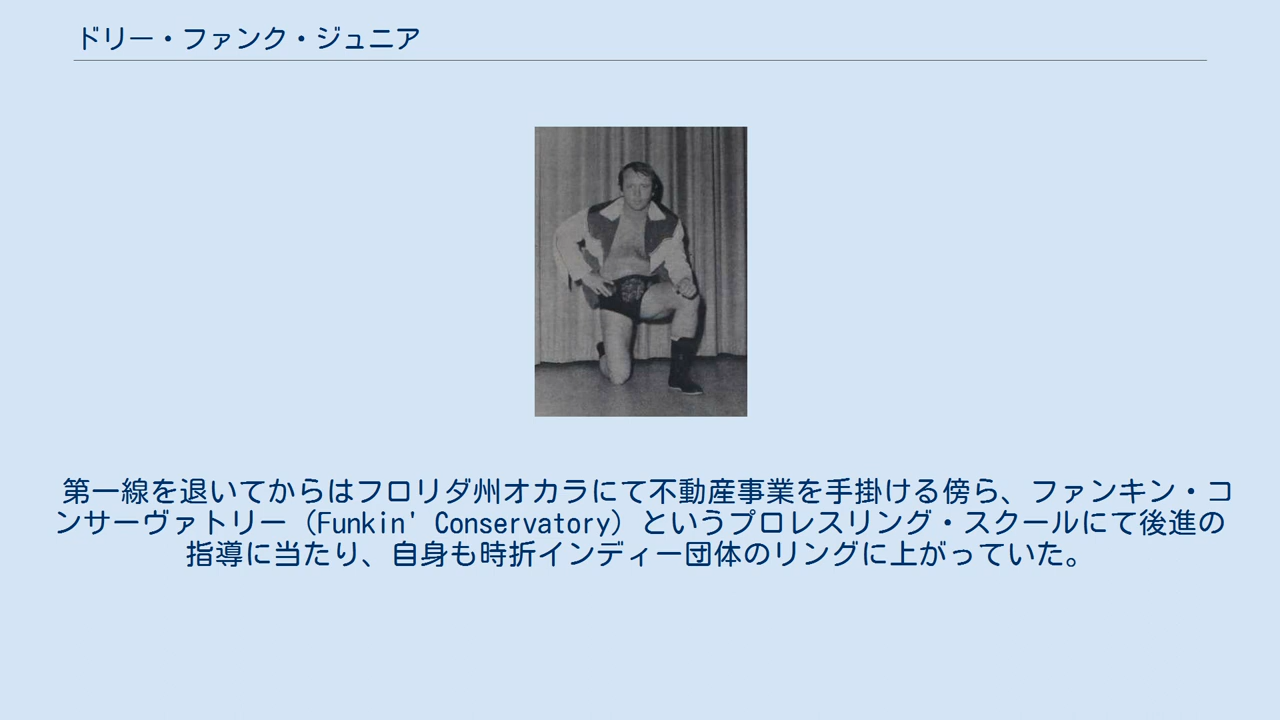 ドリー・ファンク・ジュニア
第一線を退いてからはフロリダ州オカラにて不動産事業を手掛ける傍ら、ファンキン・コ
ンサーヴァトリー（Funkin' Conservatory）というプロレスリング・スクールにて後進の
指導に当たり、自身も時折インディー団体のリングに上がっていた。